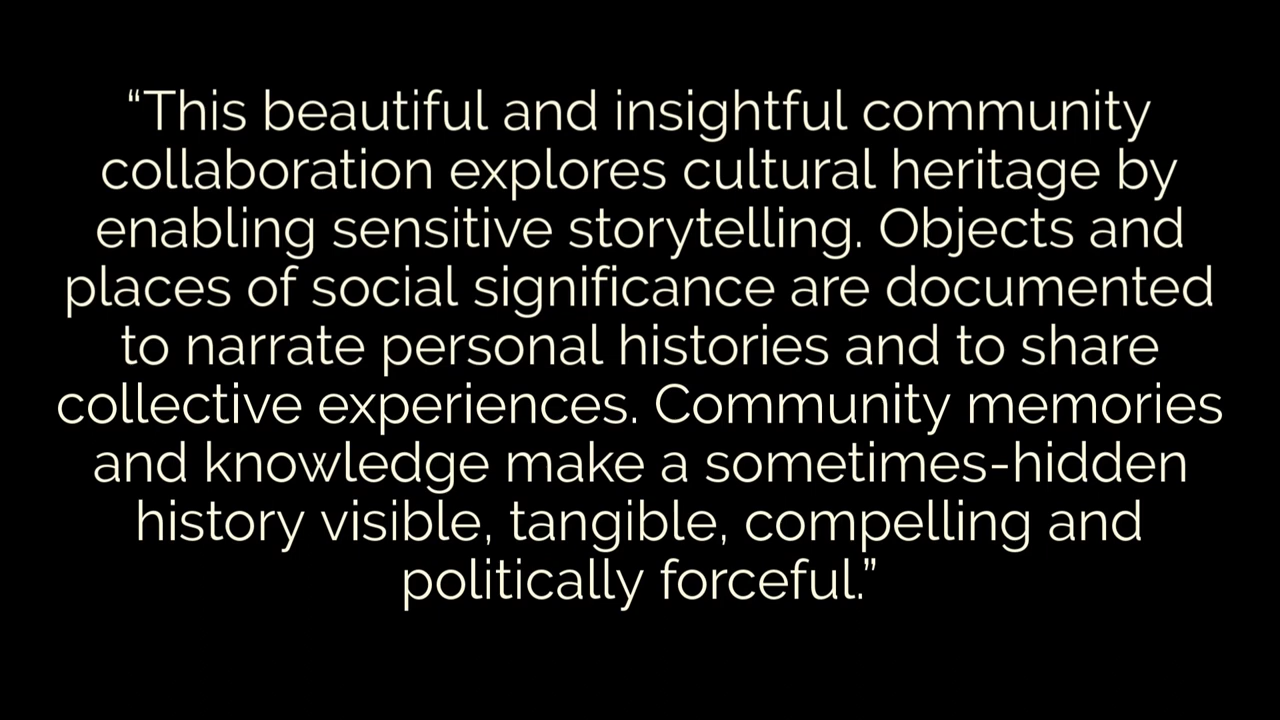 “This beautiful and insightful community
collaboration explores cultural heritage by
enabling sensitive storytelling. Objects and
places of social significance are documented
to narrate personal histories and to share
collective experiences. Community memories
and knowledge make a sometimes-hidden
history visible, tangible, compelling and
politically forceful.”